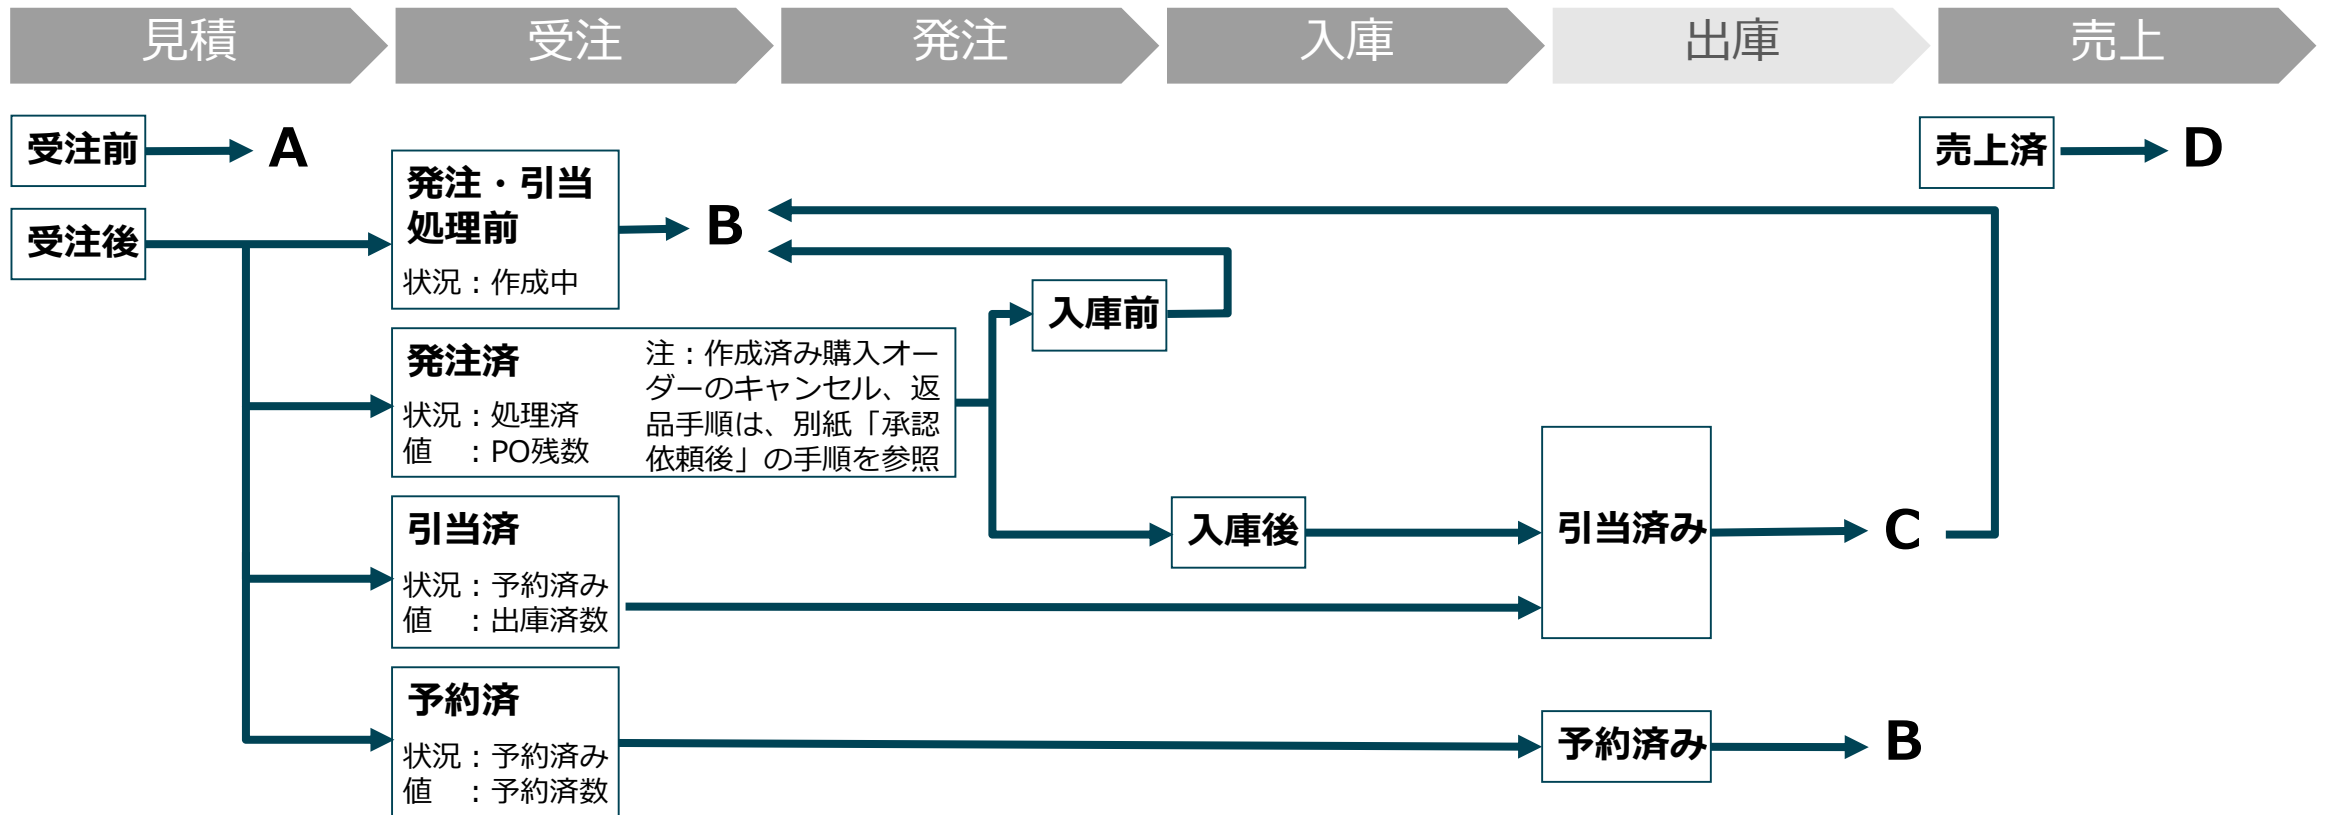 見積
受注
発注
入庫
出庫
売上
受注前
A
受注後
発注・引当
処理前
状況：作成中
B
発注済
状況：処理済
値　：PO残数
注：作成済み購入オー
ダーのキャンセル、返
品手順は、別紙「承認
依頼後」の手順を参照
入庫前
入庫後
引当済
状況：予約済み
値　：出庫済数
引当済み
C
予約済
状況：予約済み
値　：予約済数
予約済み
B
売上済
D